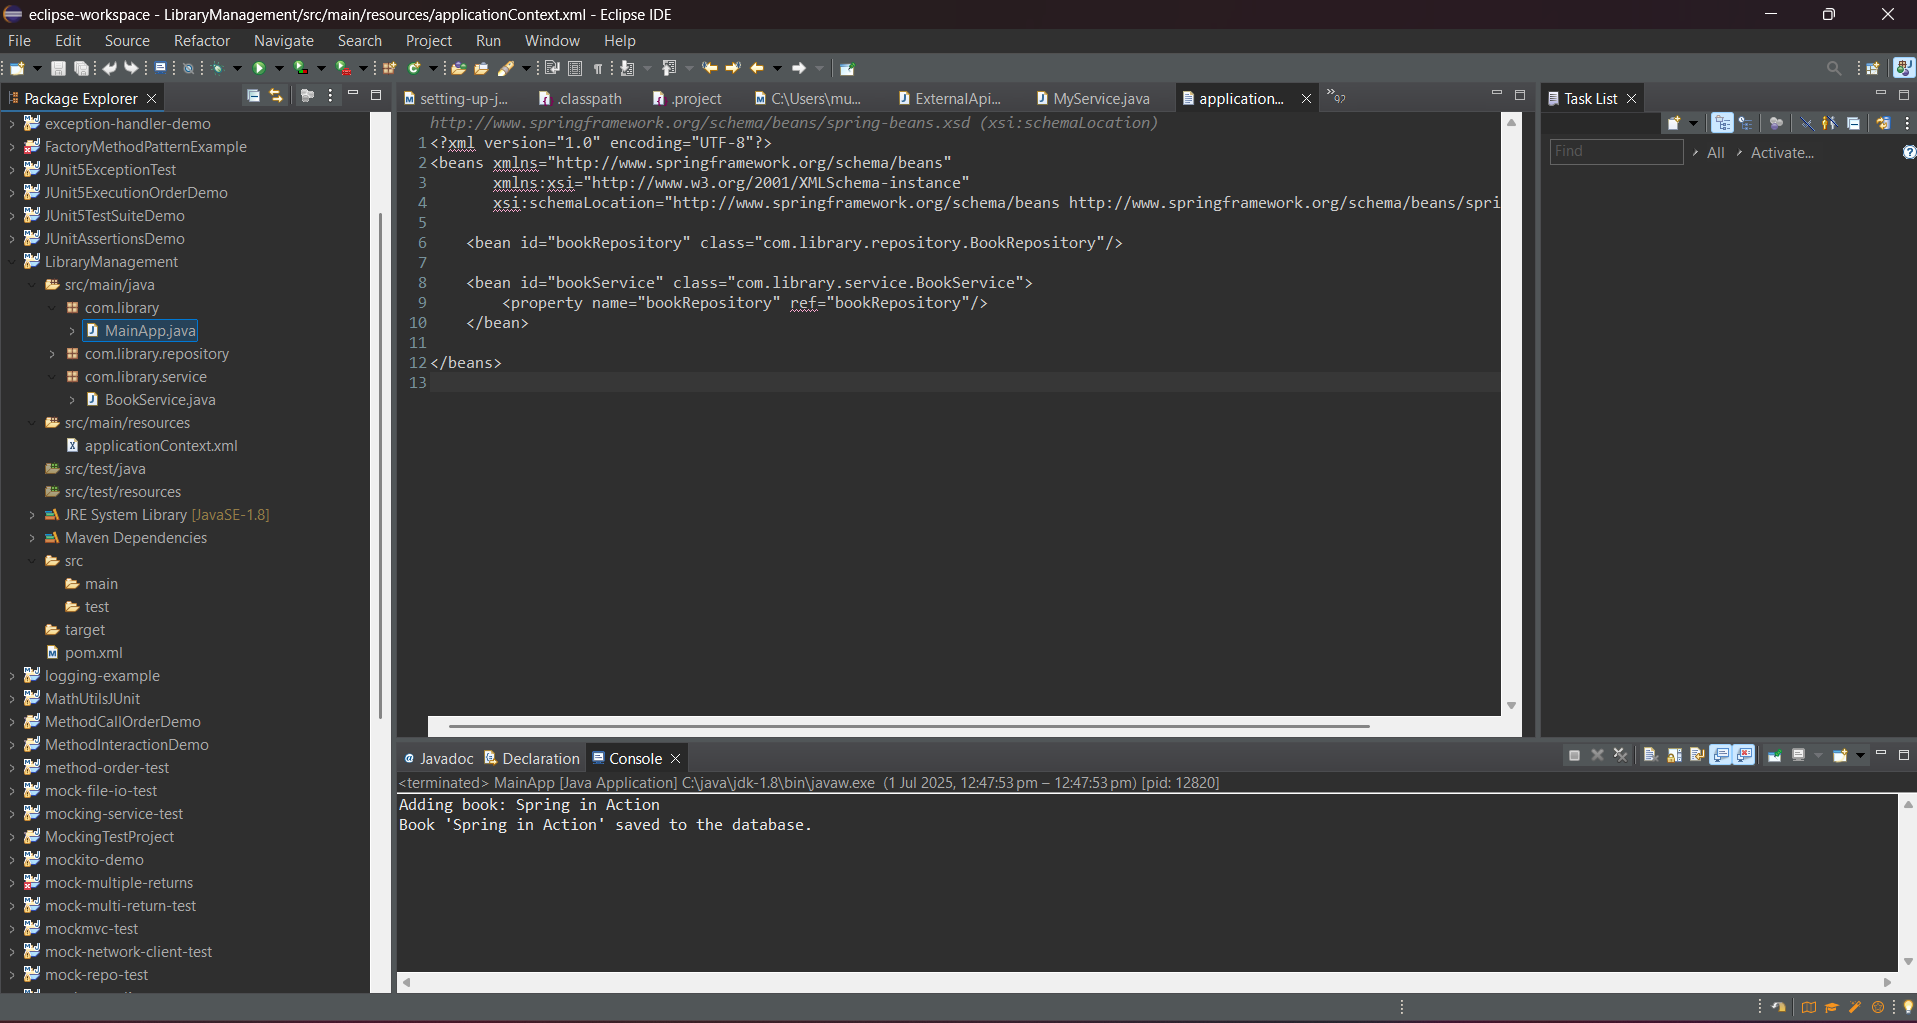 eclipse-workspace - LibraryManagement/src/main/resources/applicationContext.xml - Eclipse IDE
File Edit Source Refactor Navigate Search Project Run Window Help
Package Explorer
exception-handler-demo
FactoryMethodPatternExample
JUnit5ExceptionTest
JUnit5ExecutionOrderDemo
JUnit5TestSuiteDemo
JUnitAssertionsDemo
LibraryManagement
src/main/java
com.library
MainApp.java
com.library.repository
com.library.service
BookService.java
src/main/resources
applicationContext.xml
src/test/java
src/test/resources
JRE System Library [JavaSE-1.8]
Maven Dependencies
src
main
test
target
pom.xml
logging-example
MathUtilsJUnit
MethodCallOrderDemo
MethodInteractionDemo
method-order-test
mock-file-io-test
mocking-service-test
MockingTestProject
mockito-demo
mock-multiple-returns
mock-multi-return-test
mockmvc-test
mock-network-client-test
mock-repo-test
setting-up-j... .classpath .project C:\Users\mu... ExternalApi... MyService.java application... »97
http://www.springframework.org/schema/beans/spring-beans.xsd (xsi:schemaLocation)
1 <?xml version="1.0" encoding="UTF-8"?>
2 <beans xmlns="http://www.springframework.org/schema/beans"
3 xmlns:xsi="http://www.w3.org/2001/XMLSchema-instance"
4 xsi:schemaLocation="http://www.springframework.org/schema/beans http://www.springframework.org/schema/beans/spri
5
6 <bean id="bookRepository" class="com.library.repository.BookRepository"/>
7
8 <bean id="bookService" class="com.library.service.BookService">
9 <property name="bookRepository" ref="bookRepository"/>
10 </bean>
11
12 </beans>
13
Task List
Find All Activate...
Javadoc Declaration Console
<terminated> MainApp [Java Application] C:\java\jdk-1.8\bin\javaw.exe (1 Jul 2025, 12:47:53 pm – 12:47:53 pm) [pid: 12820]
Adding book: Spring in Action
Book 'Spring in Action' saved to the database.